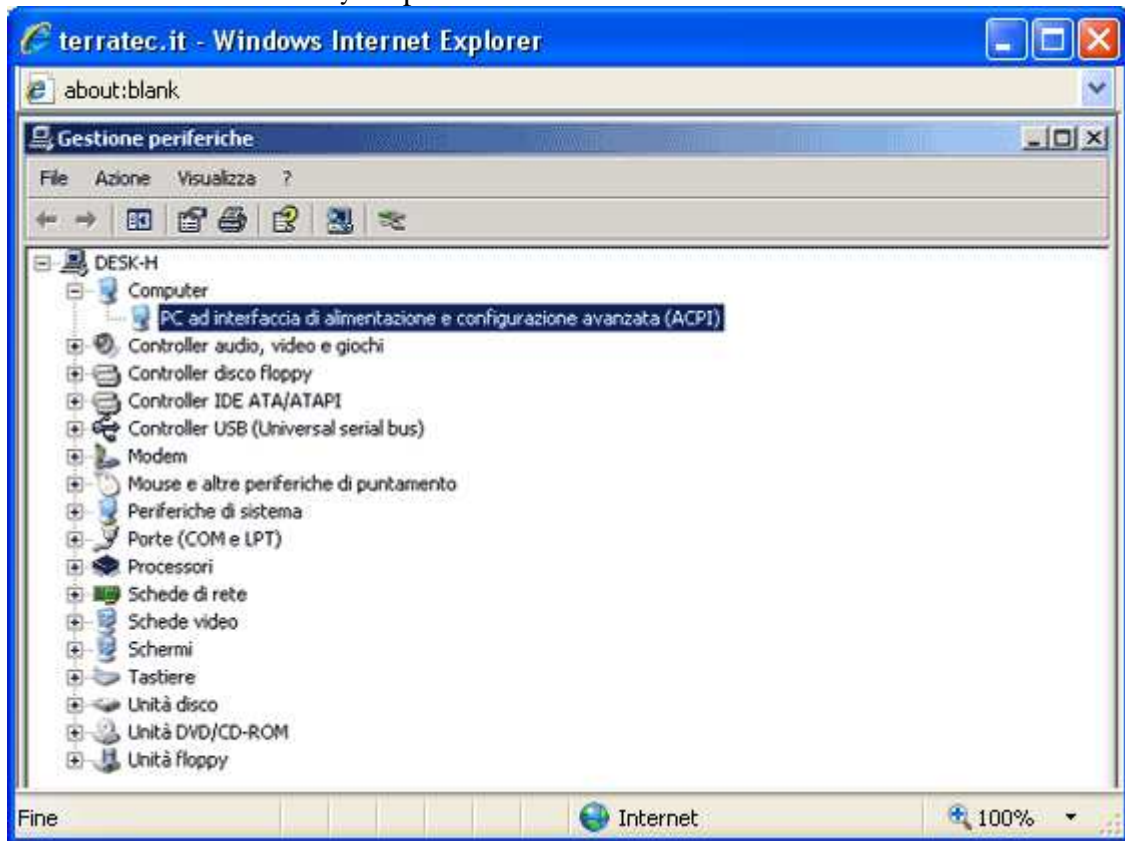 terratec.it - Windows Internet Explorer
about:blank
Gestione periferiche
File Azione Visualizza ?
DESK-H
Computer
PC ad interfaccia di alimentazione e configurazione avanzata (ACPI)
Controller audio, video e giochi
Controller disco floppy
Controller IDE ATA/ATAPI
Controller USB (Universal serial bus)
Modem
Mouse e altre periferiche di puntamento
Periferiche di sistema
Porte (COM e LPT)
Processori
Schede di rete
Schede video
Schermi
Tastiere
Unità disco
Unità DVD/CD-ROM
Unità floppy
Fine Internet 100%